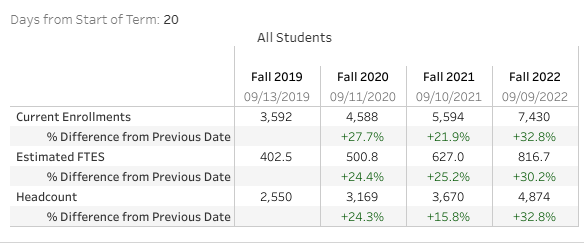 Days from Start of Term: 20
All Students
Fall 2019 Fall 2020 Fall 2021 Fall 2022
09/13/2019 09/11/2020 09/10/2021 09/09/2022
Current Enrollments 3,592 4,588 5,594 7,430
% Difference from Previous Date +27.7% +21.9% +32.8%
Estimated FTES 402.5 500.8 627.0 816.7
% Difference from Previous Date +24.4% +25.2% +30.2%
Headcount 2,550 3,169 3,670 4,874
% Difference from Previous Date +24.3% +15.8% +32.8%